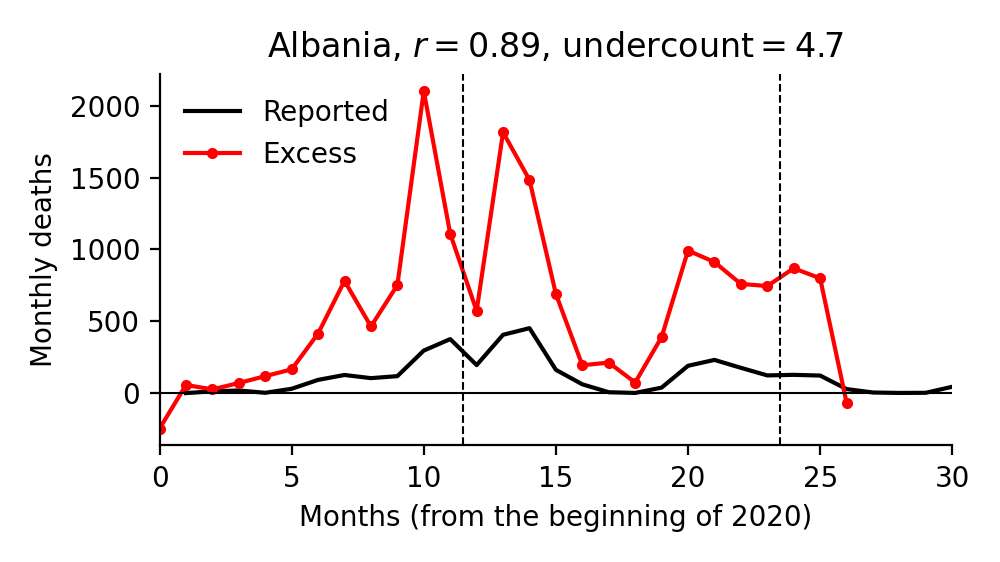 Albania, r = 0.89, undercount = 4.7
Reported
Excess
Monthly deaths
2000
1500
1000
500
0
0 5 10 15 20 25 30
Months (from the beginning of 2020)